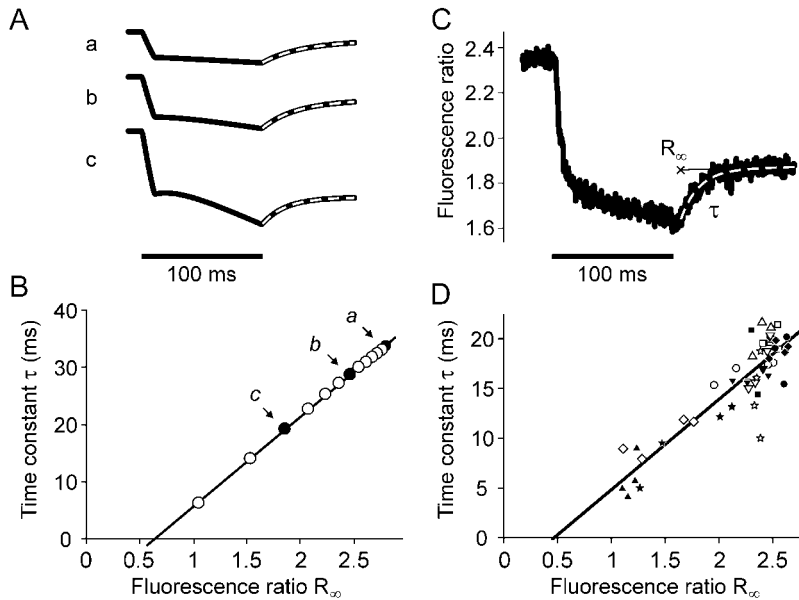 A
a
b
c
100 ms
C
Fluorescence ratio
2.4
2.2
2.0
1.8
1.6
R∞
τ
100 ms
B
Time constant τ (ms)
40
30
20
10
0
a
b
c
0 0.5 1 1.5 2 2.5
Fluorescence ratio R∞
D
Time constant τ (ms)
20
15
10
5
0
0 0.5 1 1.5 2 2.5
Fluorescence ratio R∞